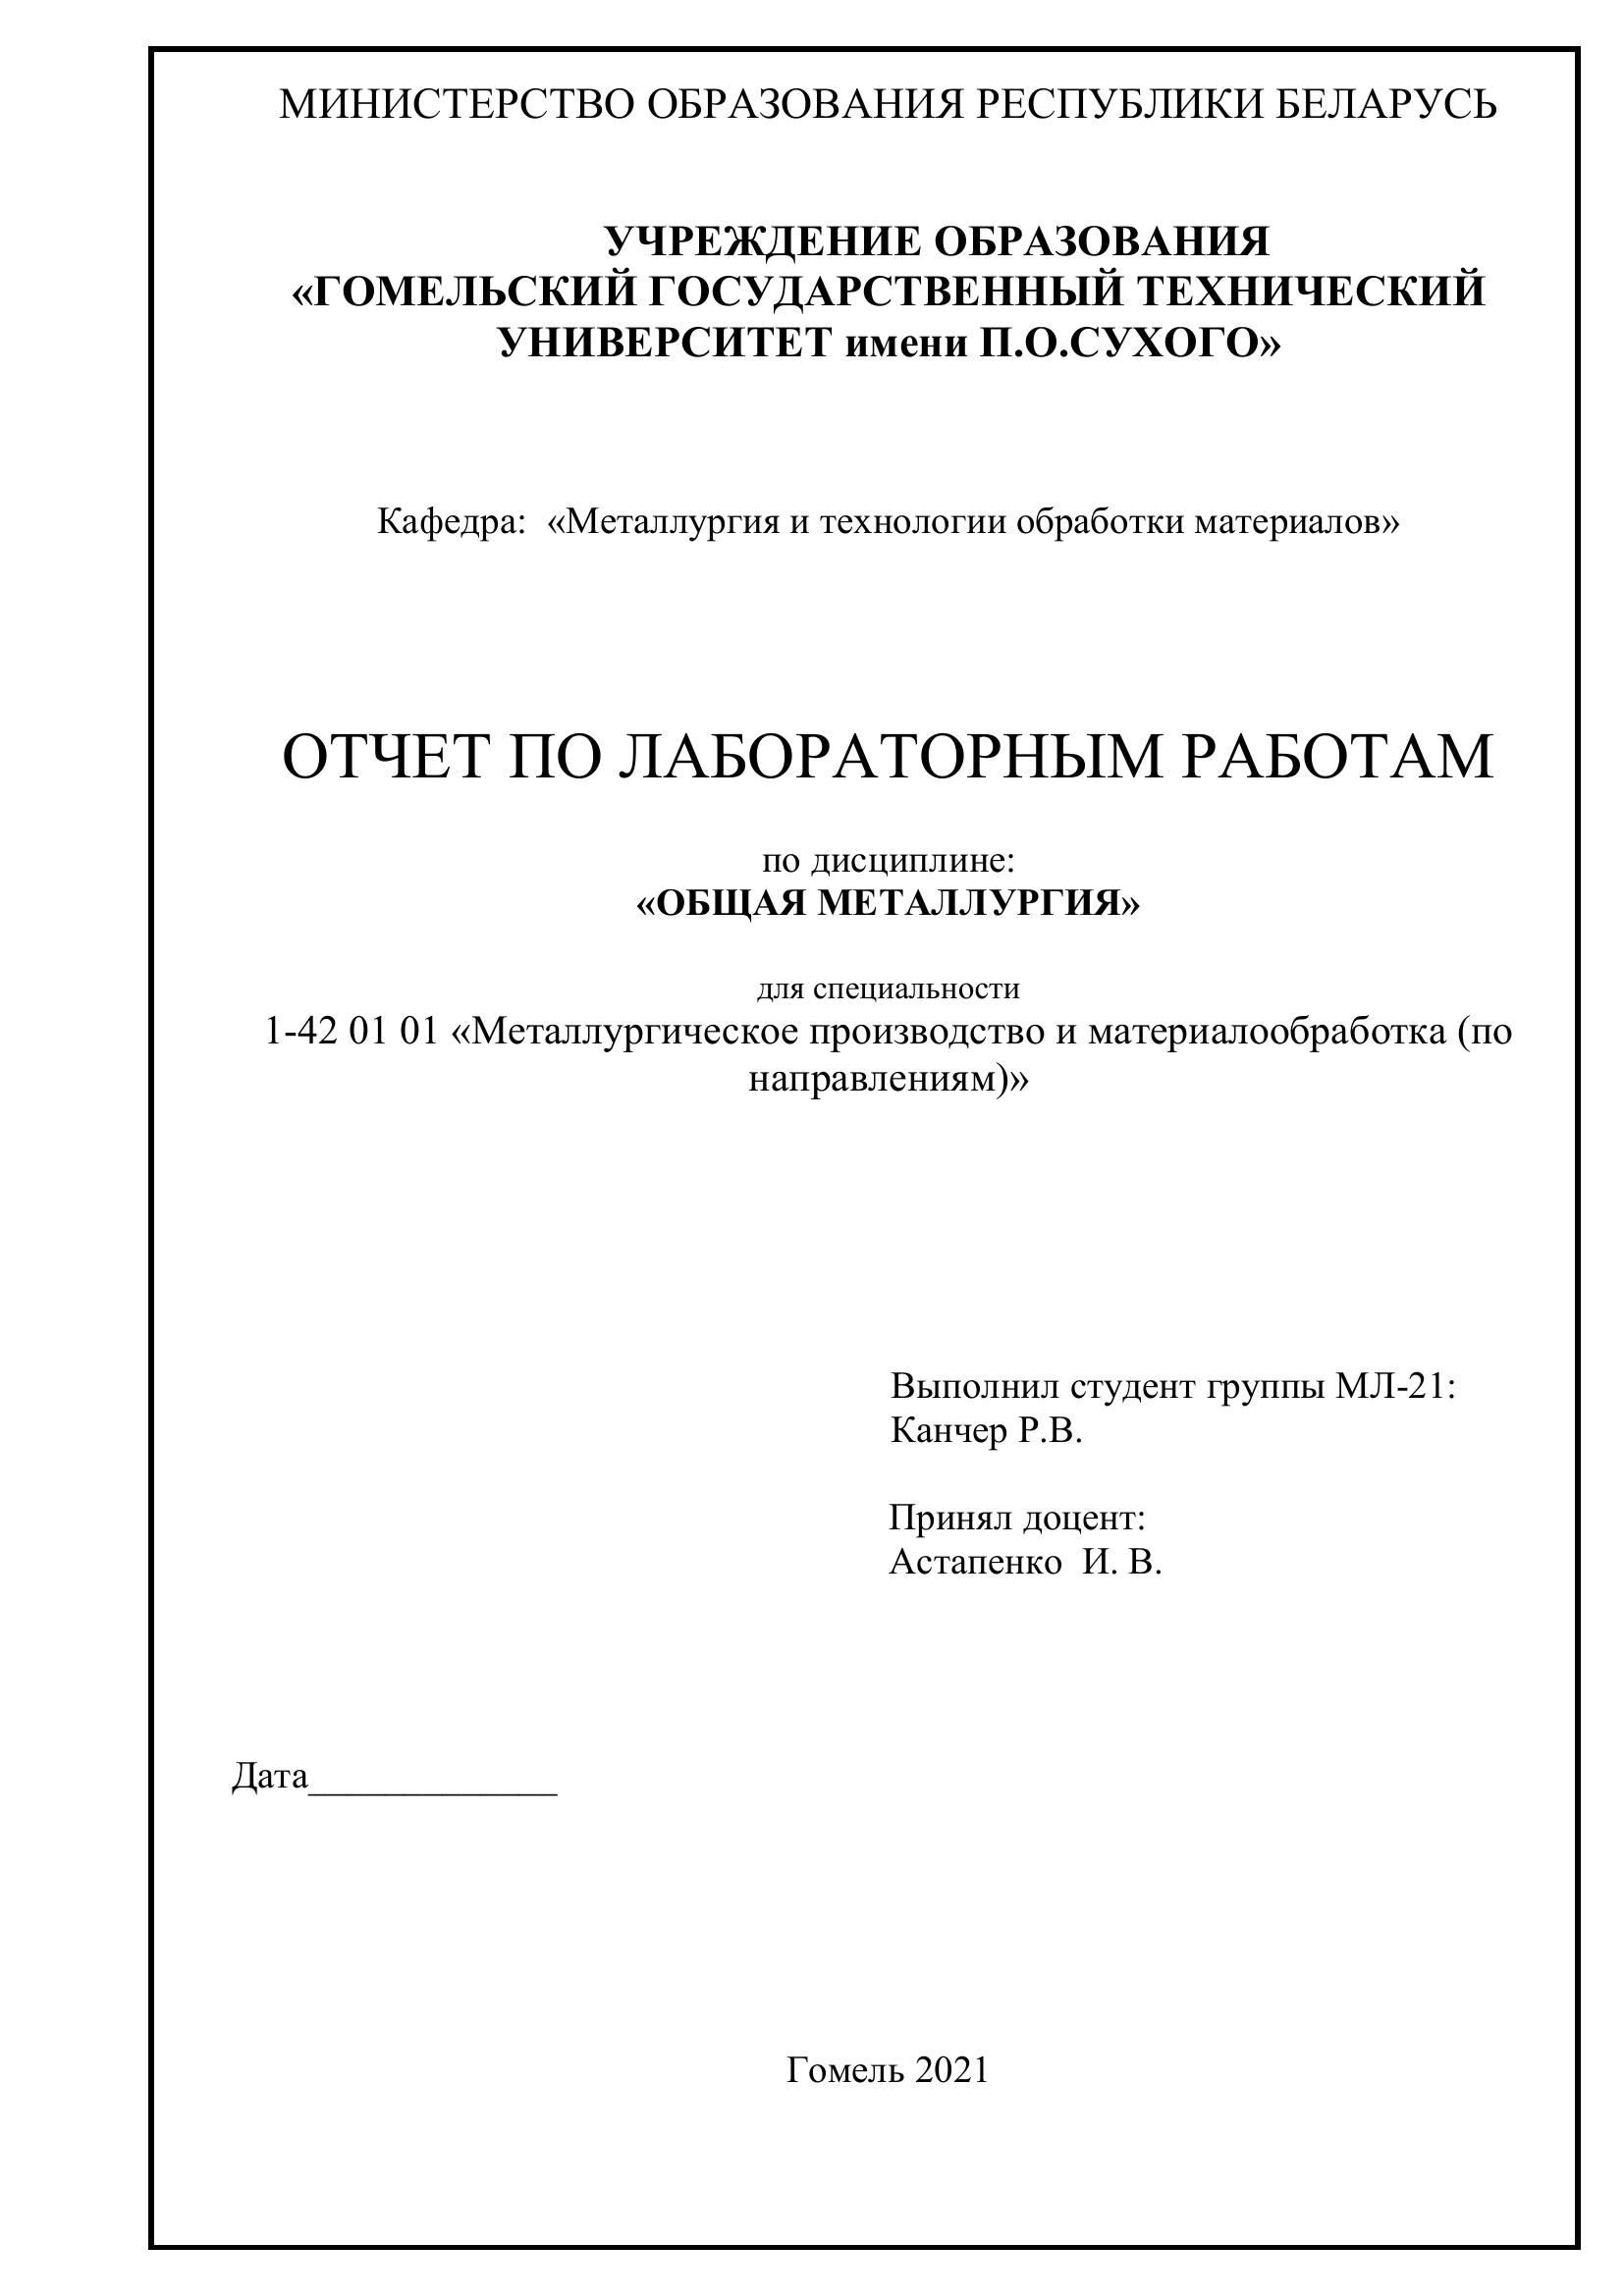 МИНИСТЕРСТВО ОБРАЗОВАНИЯ РЕСПУБЛИКИ БЕЛАРУСЬ
УЧРЕЖДЕНИЕ ОБРАЗОВАНИЯ
«ГОМЕЛЬСКИЙ ГОСУДАРСТВЕННЫЙ ТЕХНИЧЕСКИЙ
УНИВЕРСИТЕТ имени П.О.СУХОГО»
Кафедра: «Металлургия и технологии обработки материалов»
ОТЧЕТ ПО ЛАБОРАТОРНЫМ РАБОТАМ
по дисциплине:
«ОБЩАЯ МЕТАЛЛУРГИЯ»
для специальности
1-42 01 01 «Металлургическое производство и материалообработка (по
направлениям)»
Выполнил студент группы МЛ-21:
Канчер Р.В.
Принял доцент:
Астапенко И. В.
Дата_____________
Гомель 2021